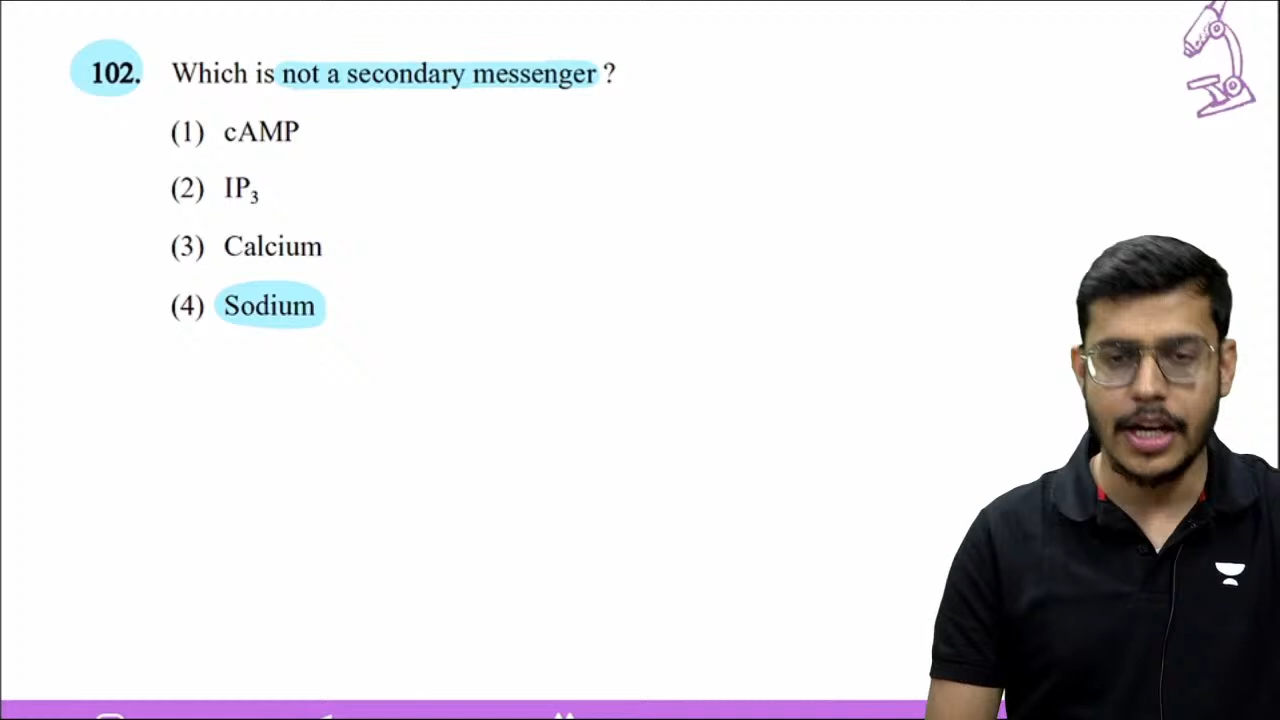 102. Which is not a secondary messenger ?
(1) cAMP
(2) IP₃
(3) Calcium
(4) Sodium